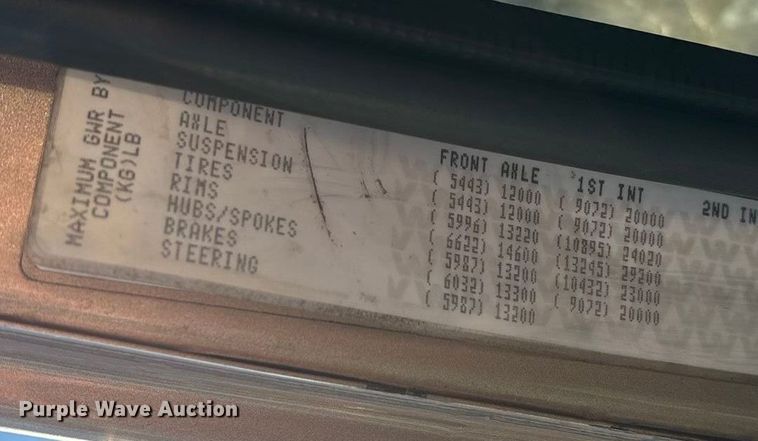 MAXIMUM GWR BY
COMPONENT
(KG)LB
COMPONENT FRONT AXLE 1ST INT 2ND IN
AXLE ( 5443) 12000 ( 9072) 20000
SUSPENSION ( 5443) 12000 ( 9072) 20000
TIRES ( 5996) 13220 (10895) 24020
RIMS ( 6622) 14600 (13245) 29200
HUBS/SPOKES ( 5987) 13200 (10432) 23000
BRAKES ( 6032) 13300 ( 9072) 20000
STEERING ( 5987) 13200
Purple Wave Auction